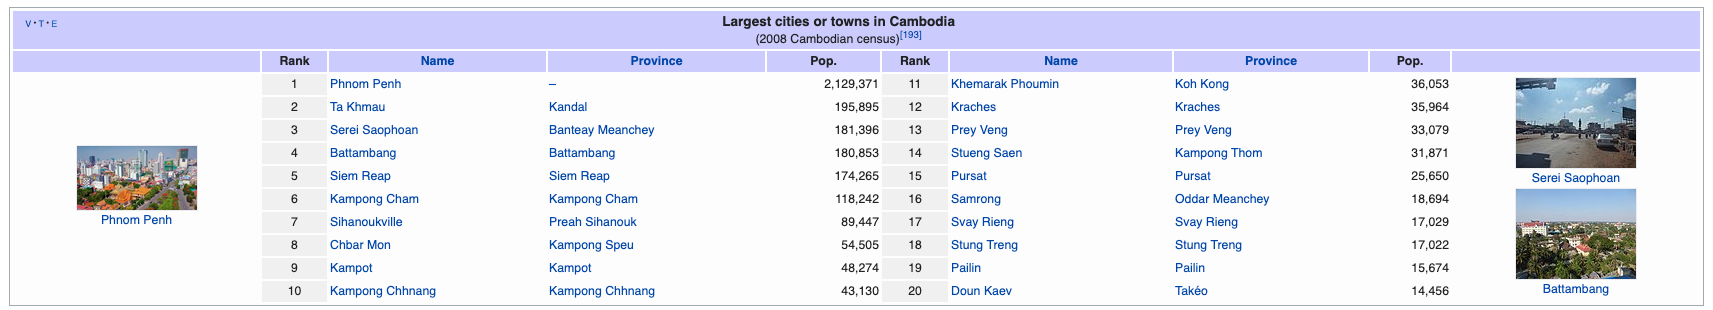 V • T • E
Largest cities or towns in Cambodia
(2008 Cambodian census)[193]
Rank Name Province Pop. Rank Name Province Pop.
1 Phnom Penh – 2,129,371 11 Khemarak Phoumin Koh Kong 36,053
2 Ta Khmau Kandal 195,895 12 Kraches Kraches 35,964
3 Serei Saophoan Banteay Meanchey 181,396 13 Prey Veng Prey Veng 33,079
4 Battambang Battambang 180,853 14 Stueng Saen Kampong Thom 31,871
5 Siem Reap Siem Reap 174,265 15 Pursat Pursat 25,650
6 Kampong Cham Kampong Cham 118,242 16 Samrong Oddar Meanchey 18,694
7 Sihanoukville Preah Sihanouk 89,447 17 Svay Rieng Svay Rieng 17,029
8 Chbar Mon Kampong Speu 54,505 18 Stung Treng Stung Treng 17,022
9 Kampot Kampot 48,274 19 Pailin Pailin 15,674
10 Kampong Chhnang Kampong Chhnang 43,130 20 Doun Kaev Takéo 14,456
Phnom Penh
Serei Saophoan
Battambang